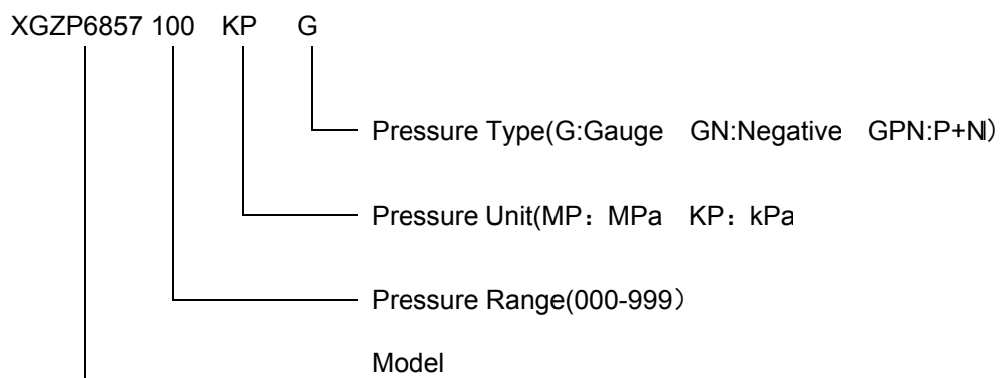 XGZP6857 100 KP G
Pressure Type(G:Gauge GN:Negative GPN:P+N)
Pressure Unit(MP：MPa KP：kPa
Pressure Range(000-999）
Model